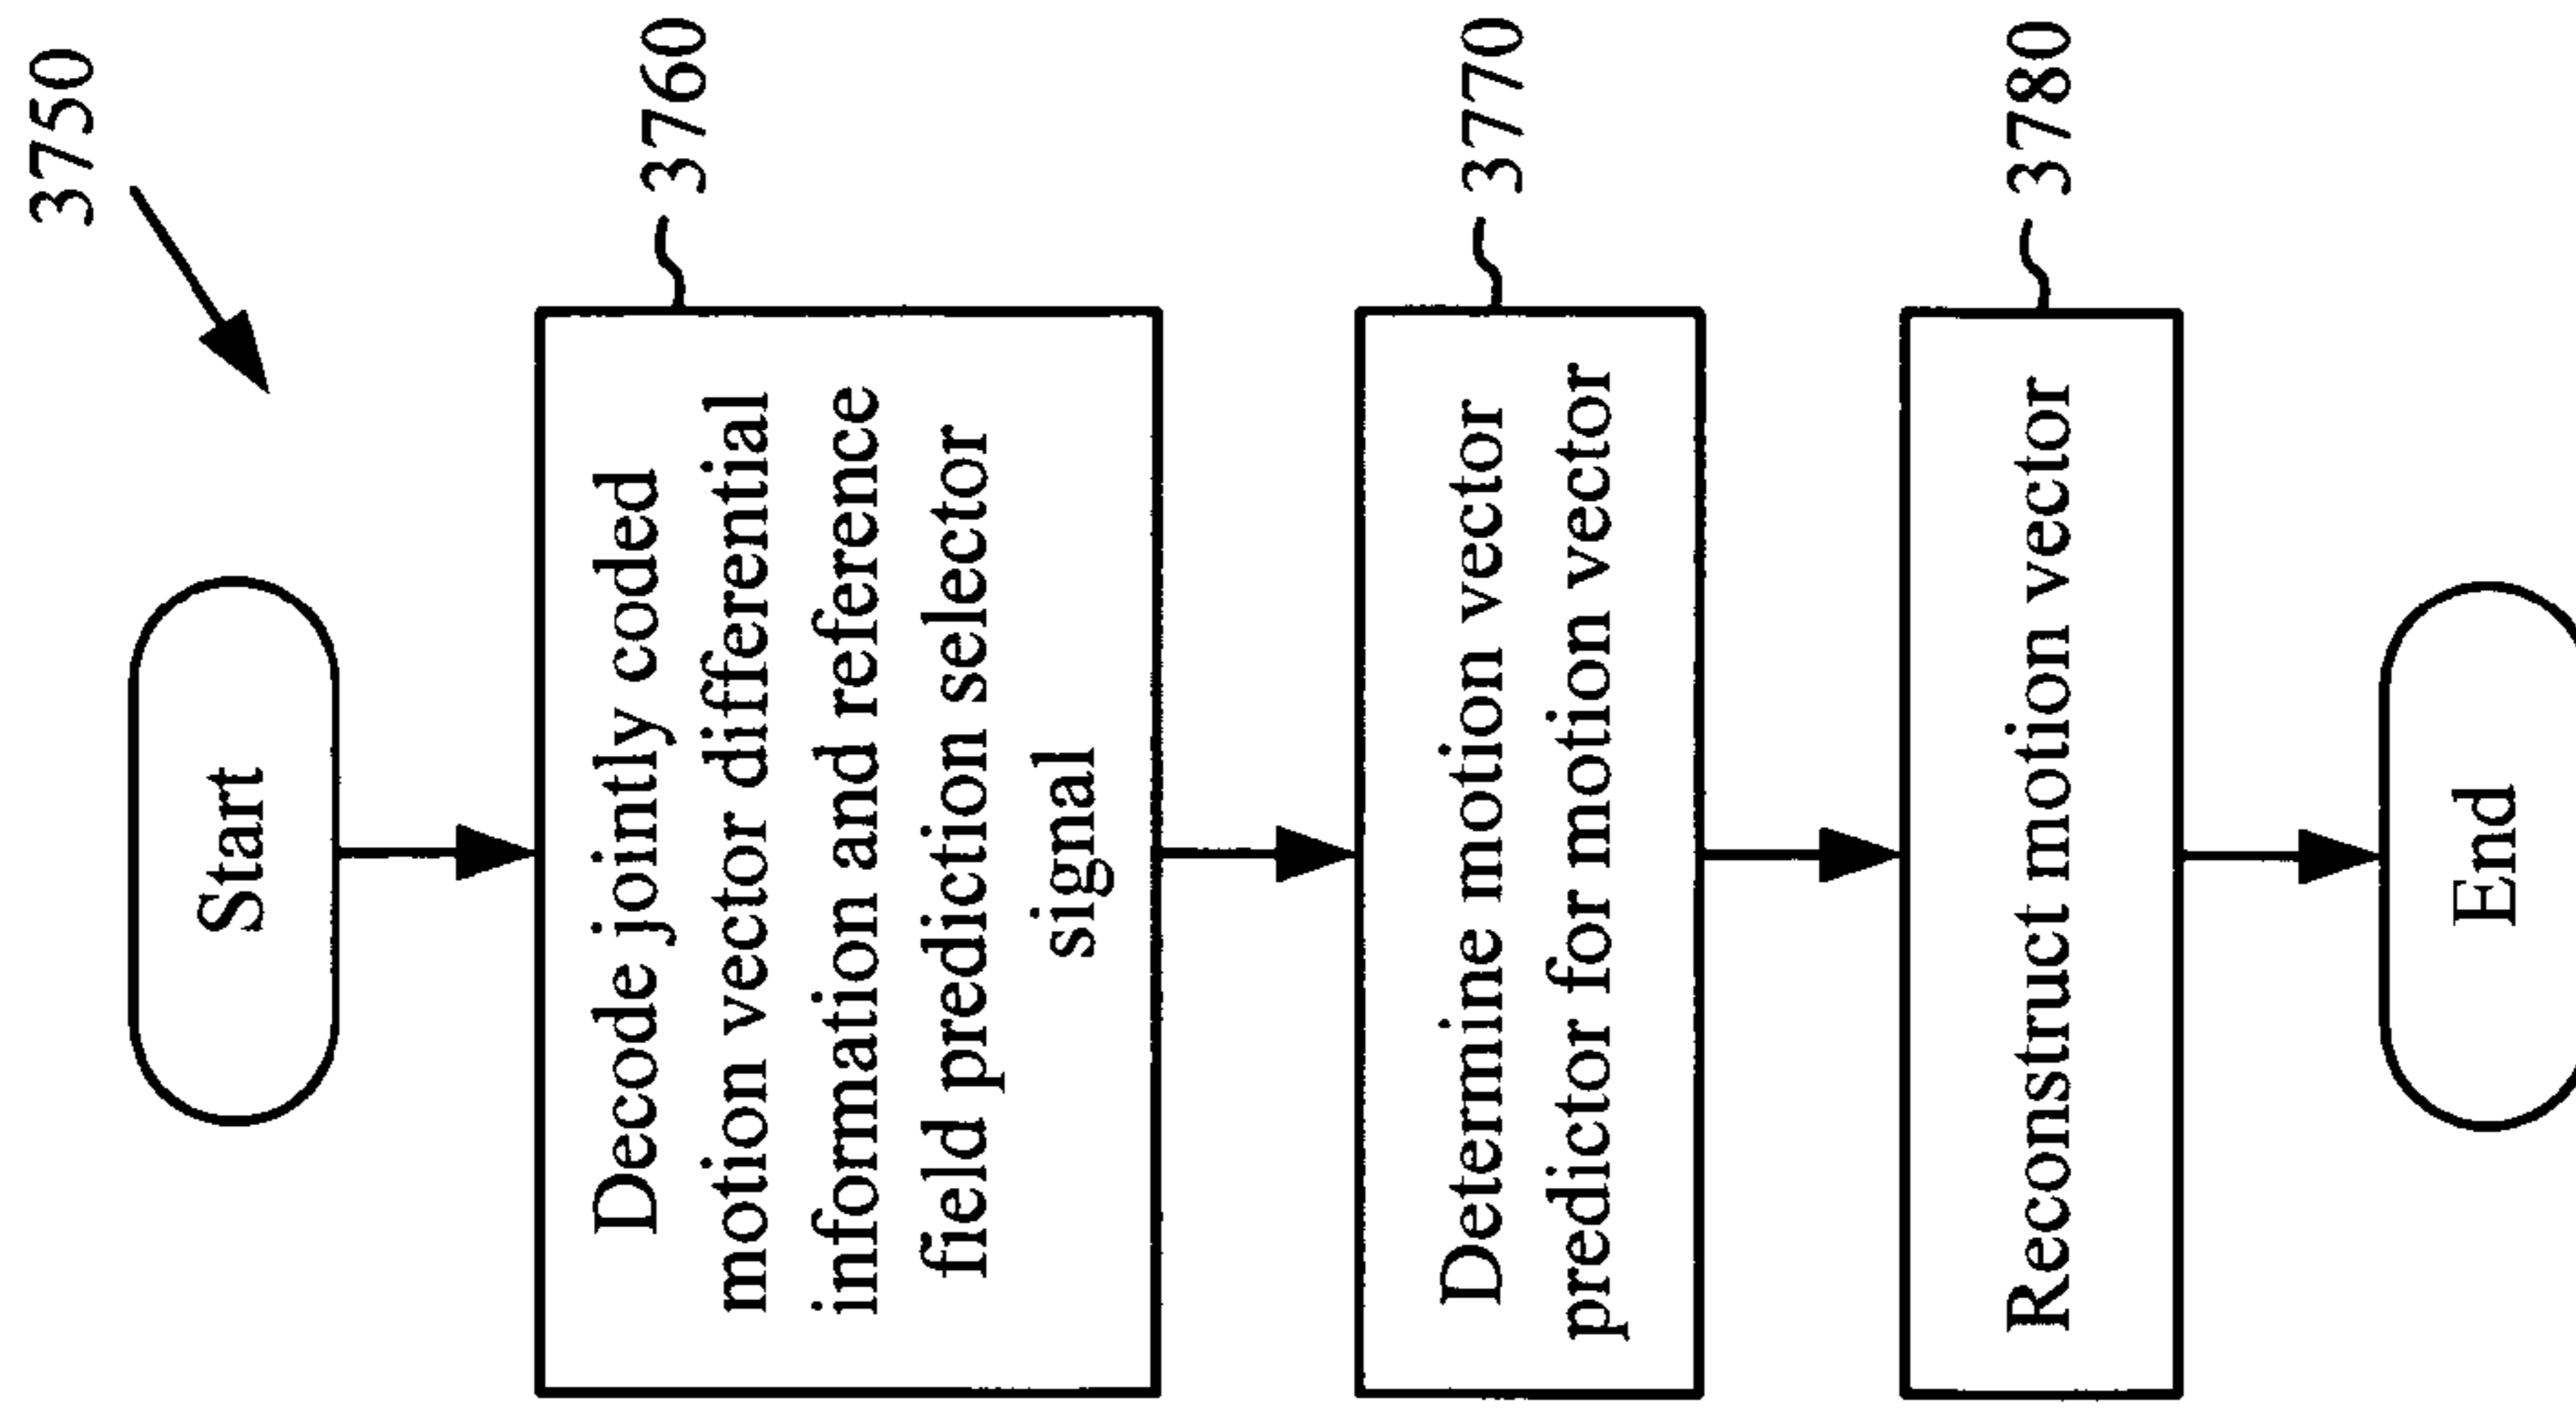 3750
Start
Decode jointly coded
motion vector differential
information and reference
field prediction selector
signal
3760
Determine motion vector
predictor for motion vector
3770
Reconstruct motion vector
3780
End